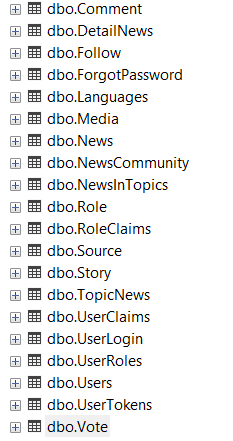 dbo.Comment
dbo.DetailNews
dbo.Follow
dbo.ForgotPassword
dbo.Languages
dbo.Media
dbo.News
dbo.NewsCommunity
dbo.NewsInTopics
dbo.Role
dbo.RoleClaims
dbo.Source
dbo.Story
dbo.TopicNews
dbo.UserClaims
dbo.UserLogin
dbo.UserRoles
dbo.Users
dbo.UserTokens
dbo.Vote